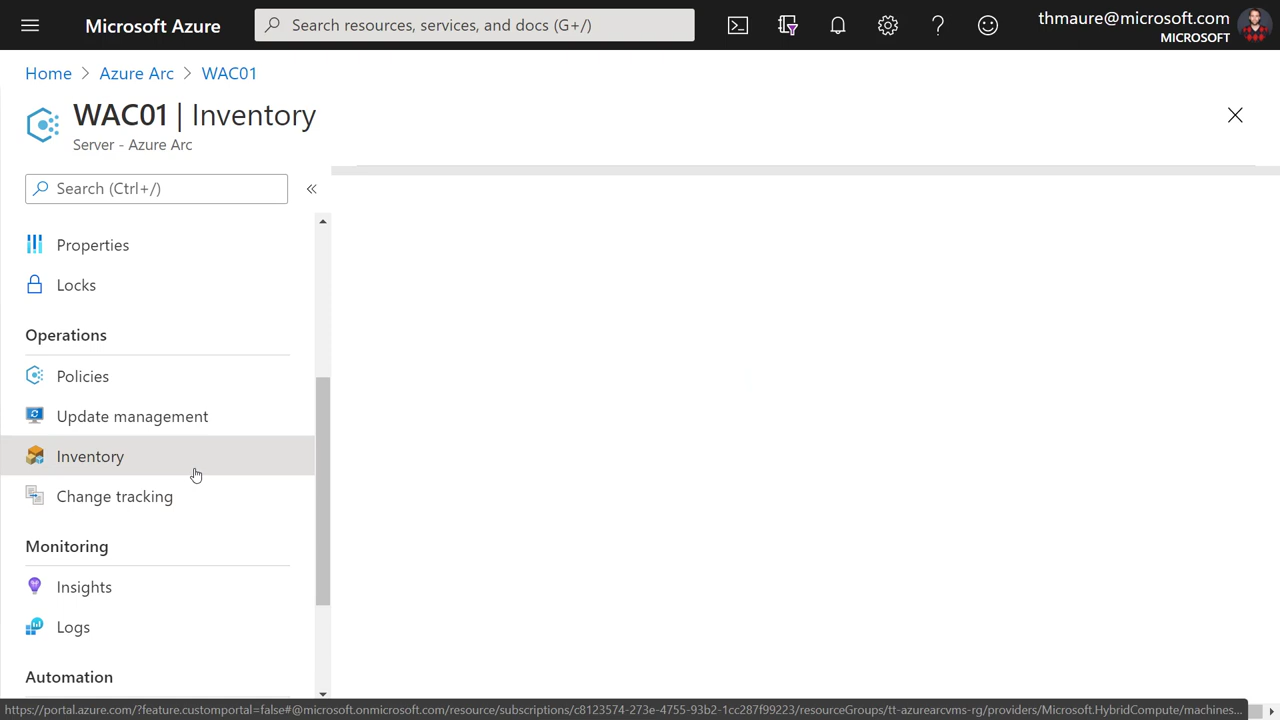 Microsoft Azure
Search resources, services, and docs (G+/)
thmaure@microsoft.com
MICROSOFT
Home > Azure Arc > WAC01
WAC01 | Inventory
Server - Azure Arc
Search (Ctrl+/)
«
Properties
Locks
Operations
Policies
Update management
Inventory
Change tracking
Monitoring
Insights
Logs
Automation
https://portal.azure.com/?feature.customportal=false#@microsoft.onmicrosoft.com/resource/subscriptions/c8123574-273e-4755-93b2-1cc287f99223/resourceGroups/tt-azurearcvms-rg/providers/Microsoft.HybridCompute/machines...